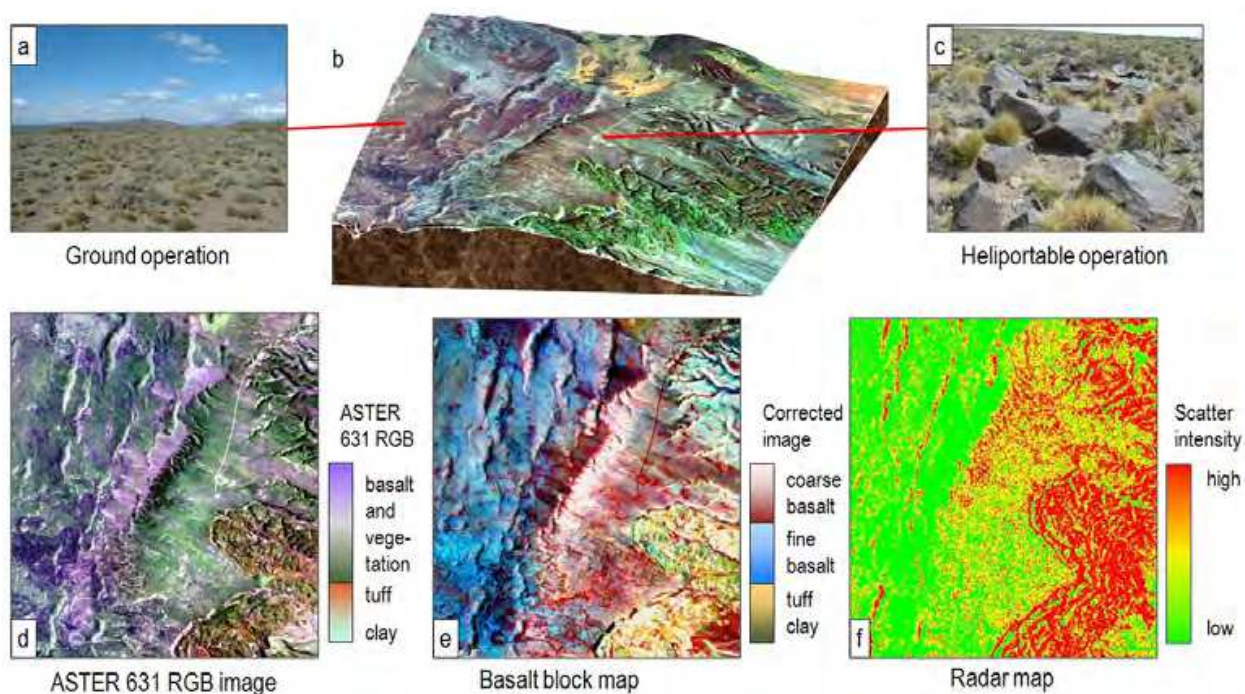 a
b
c
Ground operation
Heliportable operation
ASTER
631 RGB
basalt
and
vege-
tation
tuff
clay
d
ASTER 631 RGB image
Corrected
image
coarse
basalt
fine
basalt
tuff
clay
e
Basalt block map
Scatter
intensity
high
low
f
Radar map